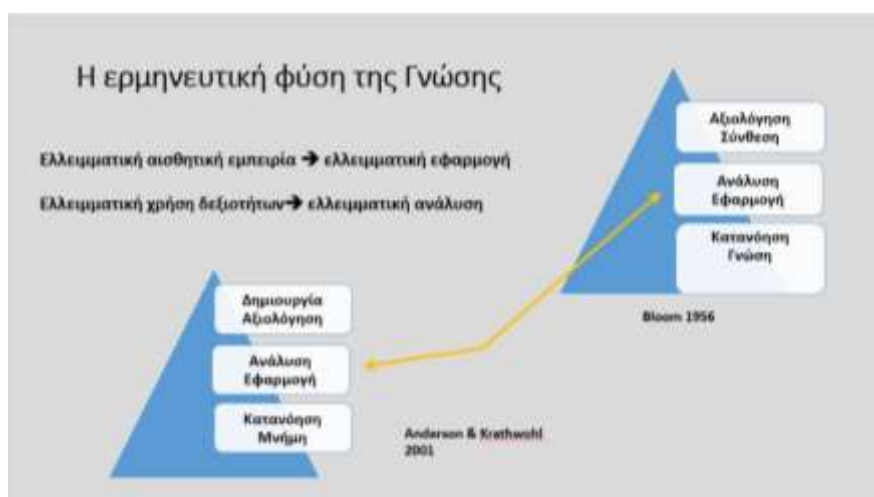 Η ερμηνευτική φύση της Γνώσης
Ελλειμματική αισθητική εμπειρία → ελλειμματική εφαρμογή
Ελλειμματική χρήση δεξιοτήτων→ ελλειμματική ανάλυση
Αξιολόγηση
Σύνθεση
Ανάλυση
Εφαρμογή
Κατανόηση
Γνώση
Bloom 1956
Δημιουργία
Αξιολόγηση
Ανάλυση
Εφαρμογή
Κατανόηση
Μνήμη
Anderson & Krathwohl
2001